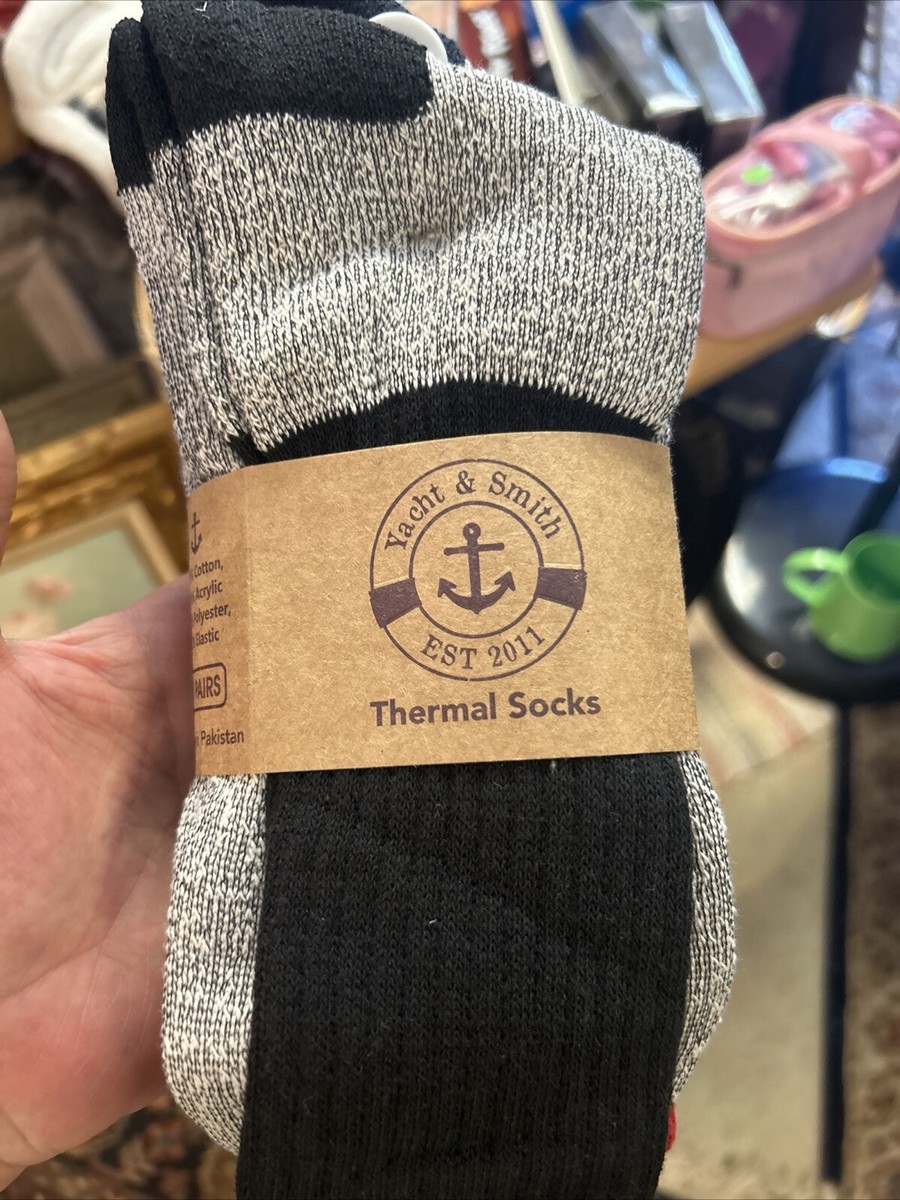 Yacht & Smith
EST 2011
Thermal Socks
Cotton,
Acrylic
Polyester,
Elastic
PAIRS
Pakistan